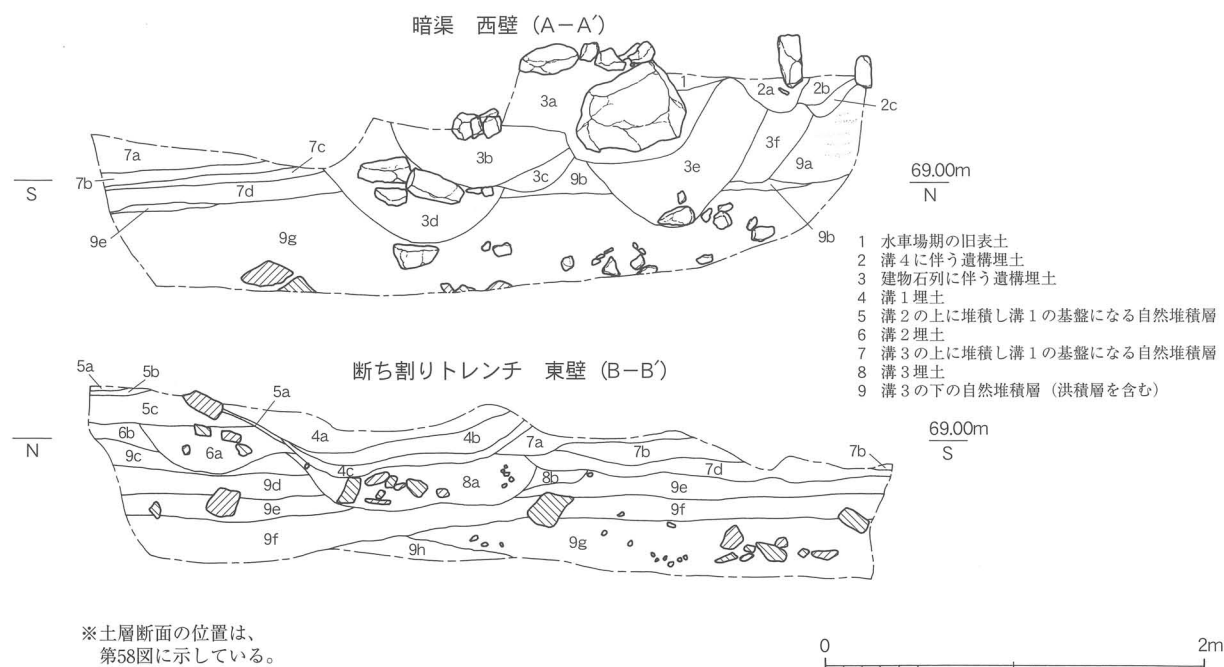 暗渠 西壁 (A－A′)
1
2a
2b
2c
3a
3f
7c
7a
3b
3e
9a
7b
3c
9b
7d
69.00m
S
N
3d
9e
9g
9b
1 水車場期の旧表土
2 溝４に伴う遺構埋土
3 建物石列に伴う遺構埋土
4 溝１埋土
5 溝２の上に堆積し溝１の基盤になる自然堆積層
6 溝２埋土
7 溝３の上に堆積し溝１の基盤になる自然堆積層
8 溝３埋土
9 溝３の下の自然堆積層（洪積層を含む）
断ち割りトレンチ 東壁 (B－B′)
5a
5b
5a
5c
4a
4b
7a
69.00m
6b
7b
7b
N
S
6a
9c
4c
7d
8a
8b
9d
9e
9e
9f
9f
9g
9h
※土層断面の位置は、
第58図に示している。
0
2m